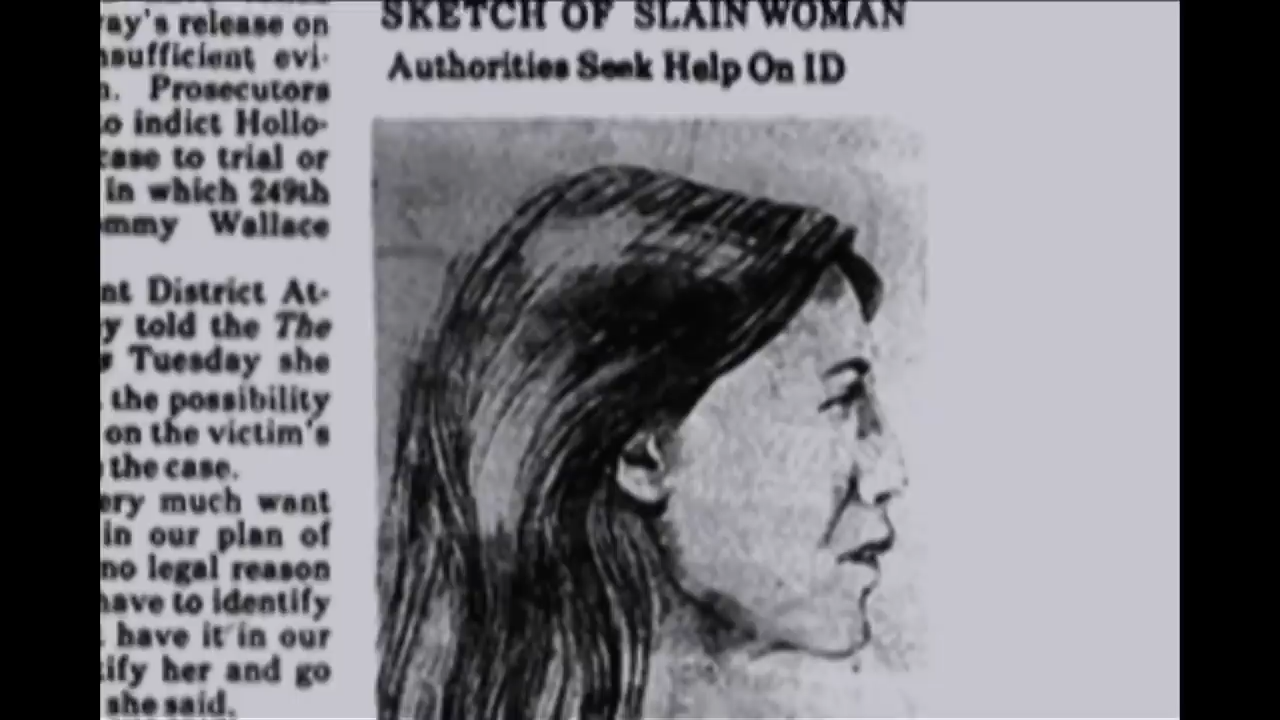 ay's release on
nsufficient evi-
n. Prosecutors
to indict Hollo-
case to trial or
in which 249th
ommy Wallace
nt District At-
y told the The
Tuesday she
the possibility
on the victim's
the case.
ery much want
in our plan of
no legal reason
have to identify
have it in our
ify her and go
she said.
SKETCH OF SLAIN WOMAN
Authorities Seek Help On ID